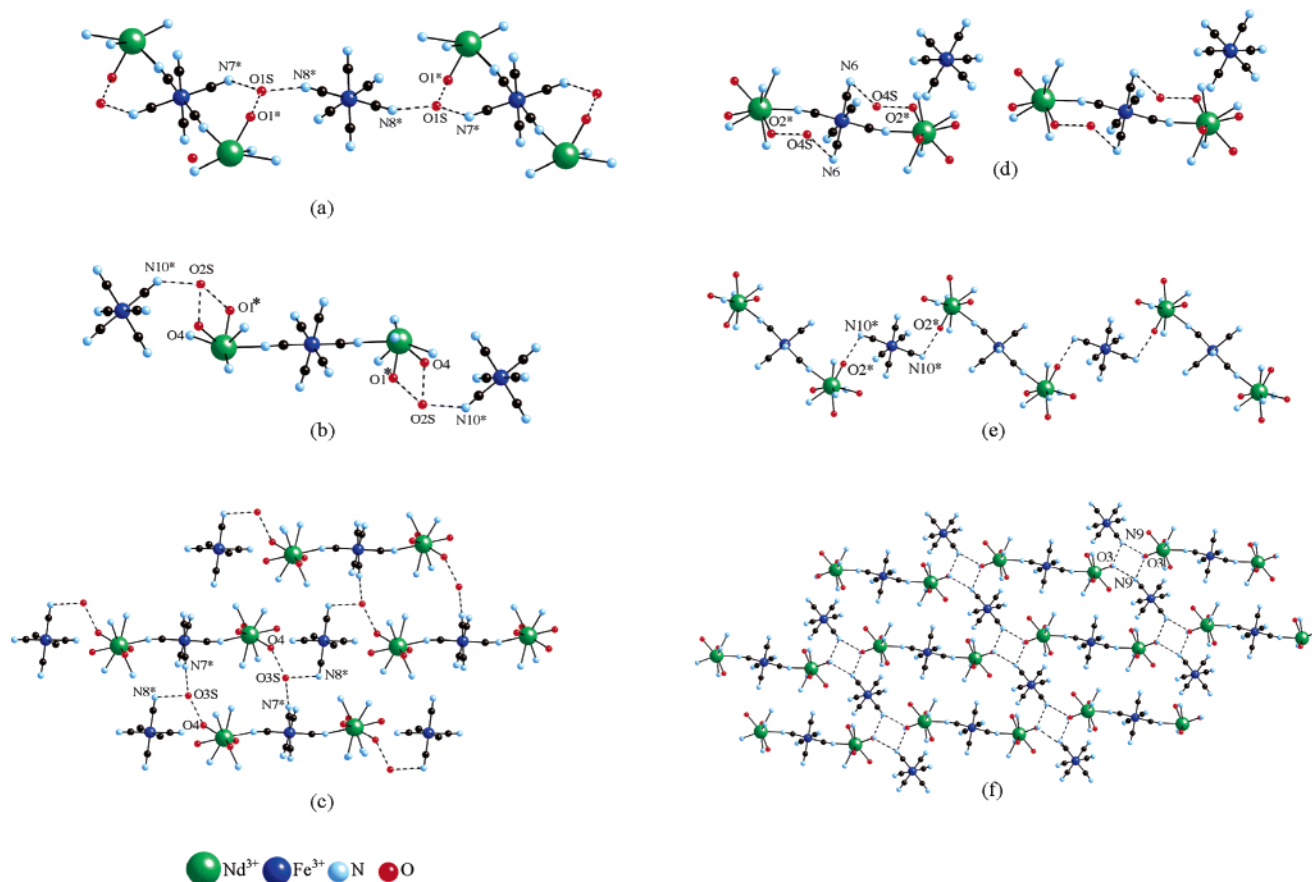 N7* O1S N8* O1* N8* O1S N7* O1*
(a)
N6 O4S O2* O2* O4S N6
(d)
N10* O2S O1* O4 O4 O1* O2S N10*
(b)
N10* O2* O2* N10*
(e)
O4 N7* O3S N8* N8* O3S N7* O4
(c)
N9 O3 O3 N9
(f)
Nd³⁺ Fe³⁺ N O